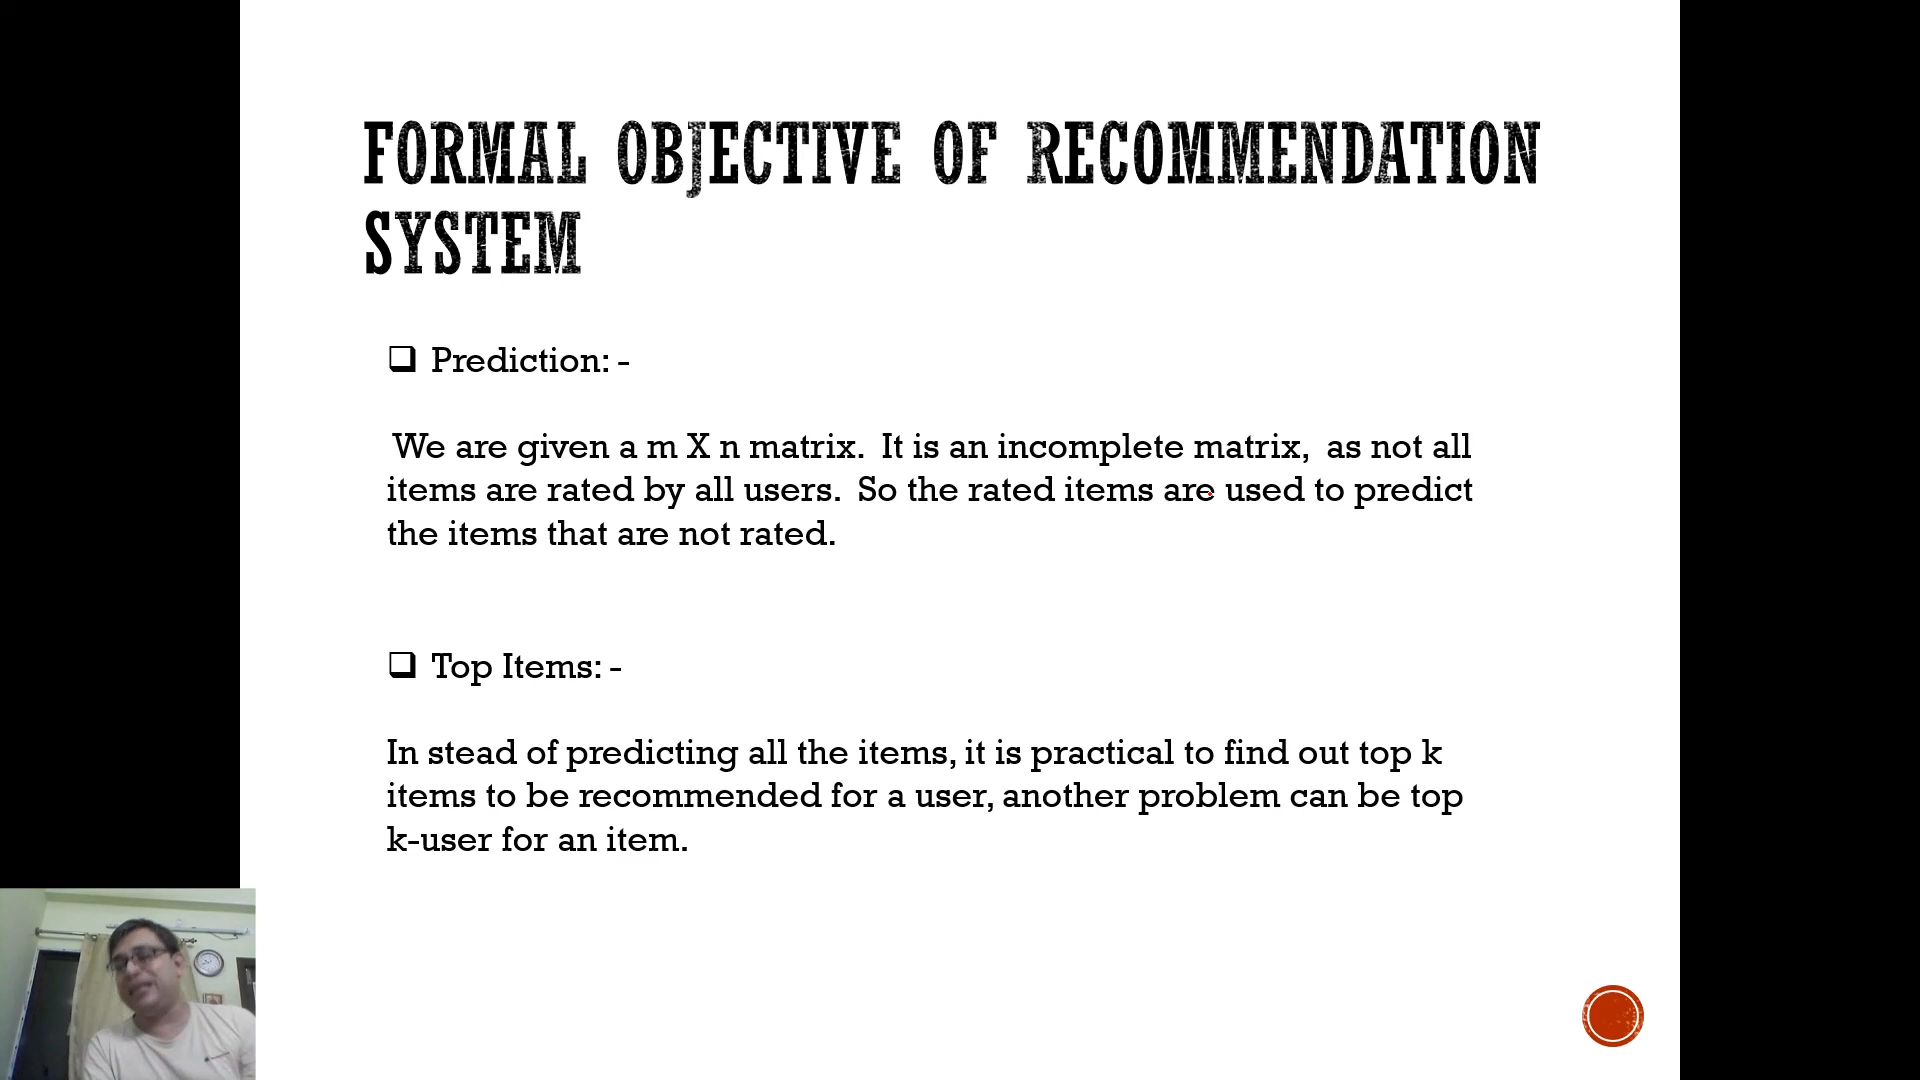 FORMAL OBJECTIVE OF RECOMMENDATION
SYSTEM
Prediction: -
We are given a m X n matrix. It is an incomplete matrix, as not all
items are rated by all users. So the rated items are used to predict
the items that are not rated.
Top Items: -
In stead of predicting all the items, it is practical to find out top k
items to be recommended for a user, another problem can be top
k-user for an item.